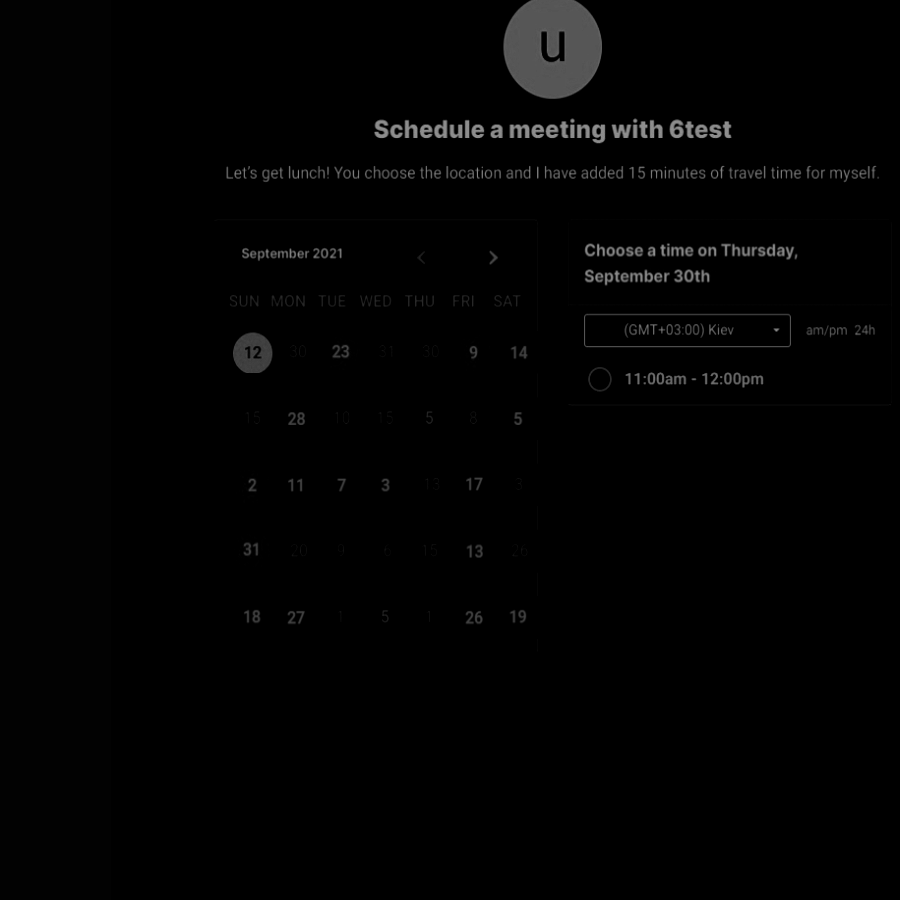 u
Schedule a meeting with 6test
Let's get lunch! You choose the location and I have added 15 minutes of travel time for myself.
September 2021
SUN MON TUE WED THU FRI SAT
12 30 23 31 30 9 14
15 28 10 15 5 8 5
2 11 7 3 13 17 3
31 20 9 6 15 13 26
18 27 1 5 1 26 19
Choose a time on Thursday,
September 30th
(GMT+03:00) Kiev am/pm 24h
11:00am - 12:00pm